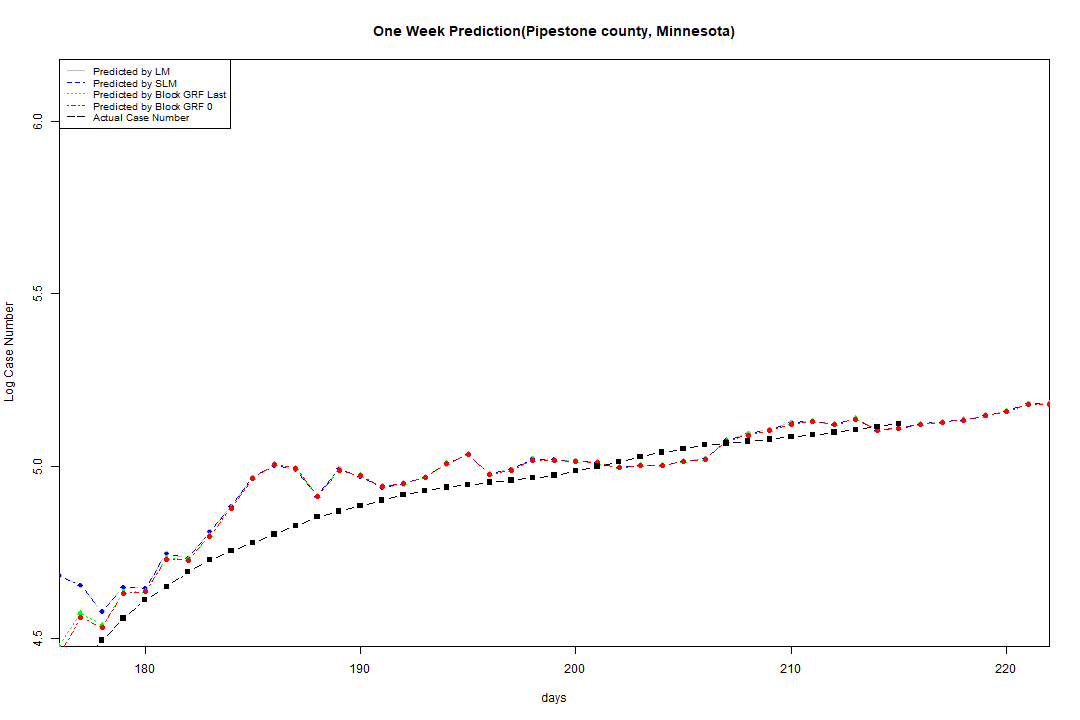 One Week Prediction(Pipestone county, Minnesota)
Predicted by LM
Predicted by SLM
Predicted by Block GRF Last
Predicted by Block GRF 0
Actual Case Number
6.0
5.5
5.0
4.5
Log Case Number
180 190 200 210 220
days